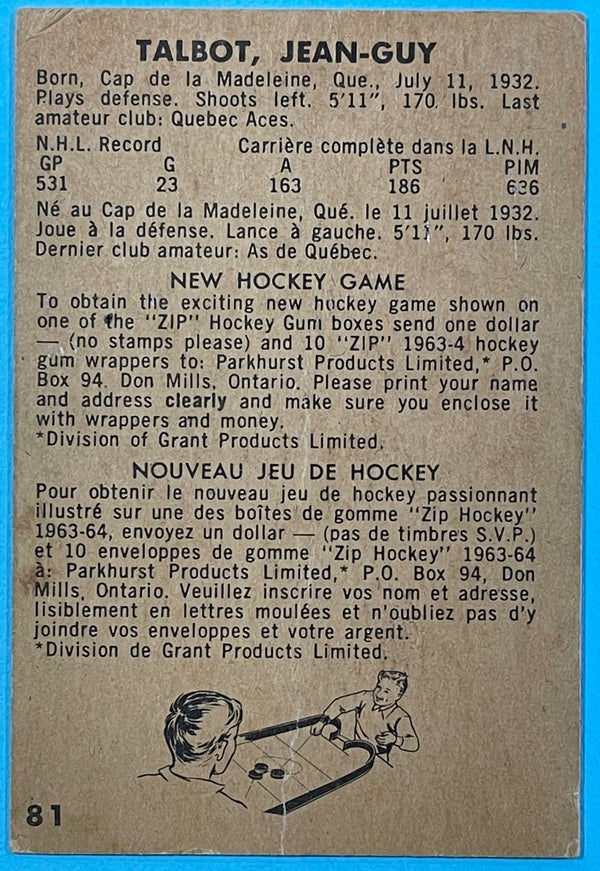 TALBOT, JEAN-GUY
Born, Cap de la Madeleine, Que., July 11, 1932.
Plays defense. Shoots left. 5'11", 170 lbs. Last
amateur club: Quebec Aces.
N.H.L. Record Carrière complète dans la L.N.H.
GP G A PTS PIM
531 23 163 186 636
Né au Cap de la Madeleine, Qué. le 11 juillet 1932.
Joue à la défense. Lance à gauche. 5'11", 170 lbs.
Dernier club amateur: As de Québec.
NEW HOCKEY GAME
To obtain the exciting new hockey game shown on
one of the "ZIP" Hockey Gum boxes send one dollar
— (no stamps please) and 10 "ZIP" 1963-4 hockey
gum wrappers to: Parkhurst Products Limited,* P.O.
Box 94, Don Mills, Ontario. Please print your name
and address clearly and make sure you enclose it
with wrappers and money.
*Division of Grant Products Limited.
NOUVEAU JEU DE HOCKEY
Pour obtenir le nouveau jeu de hockey passionnant
illustré sur une des boîtes de gomme "Zip Hockey"
1963-64, envoyez un dollar — (pas de timbres S.V.P.)
et 10 enveloppes de gomme "Zip Hockey" 1963-64
à: Parkhurst Products Limited,* P.O. Box 94, Don
Mills, Ontario. Veuillez inscrire vos nom et adresse,
lisiblement en lettres moulées et n'oubliez pas d'y
joindre vos enveloppes et votre argent.
*Division de Grant Products Limited.
81